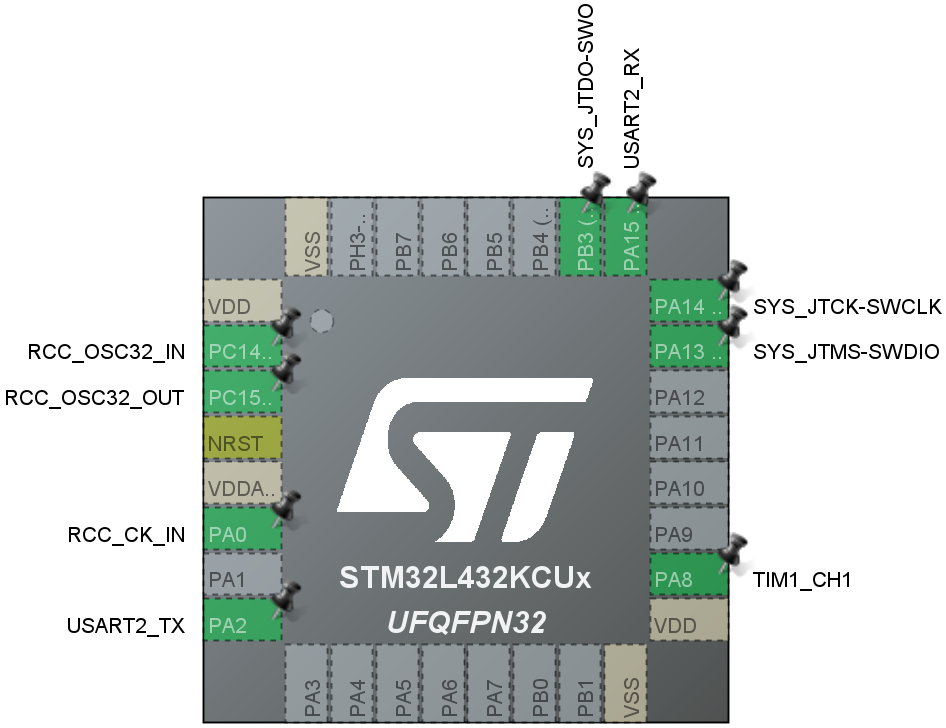 SYS_JTDO-SWO
USART2_RX
VSS
PH3-..
PB7
PB6
PB5
PB4 (..
PB3 (..
PA15 ..
VDD
RCC_OSC32_IN
PC14..
RCC_OSC32_OUT
PC15..
NRST
VDDA..
RCC_CK_IN
PA0
PA1
USART2_TX
PA2
PA14 ..
SYS_JTCK-SWCLK
PA13 ..
SYS_JTMS-SWDIO
PA12
PA11
PA10
PA9
PA8
TIM1_CH1
VDD
ST
STM32L432KCUx
UFQFPN32
PA3
PA4
PA5
PA6
PA7
PB0
PB1
VSS